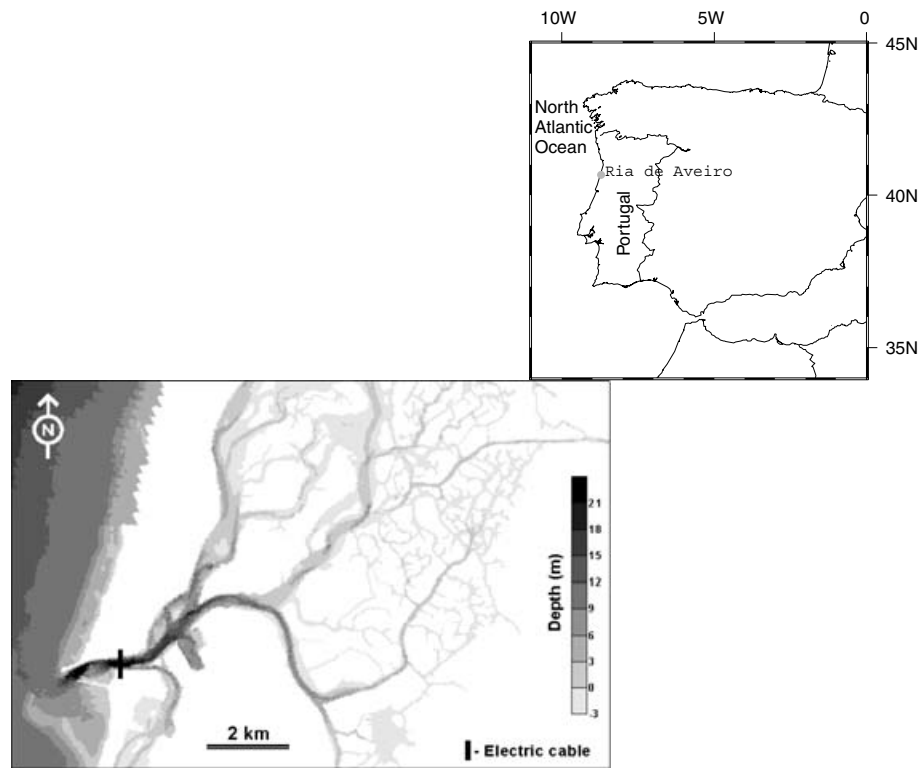 10W 5W 0
45N
North
Atlantic
Ocean
Ria de Aveiro
40N
Portugal
35N
N
Depth (m)
21
18
15
12
9
6
3
0
-3
2 km
- Electric cable